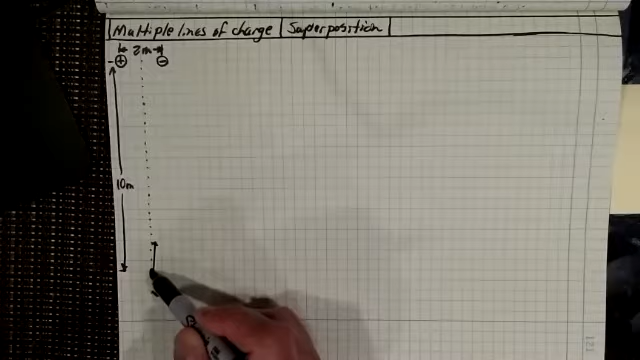 Multiple lines of charge Superposition
2m
+ -
10m